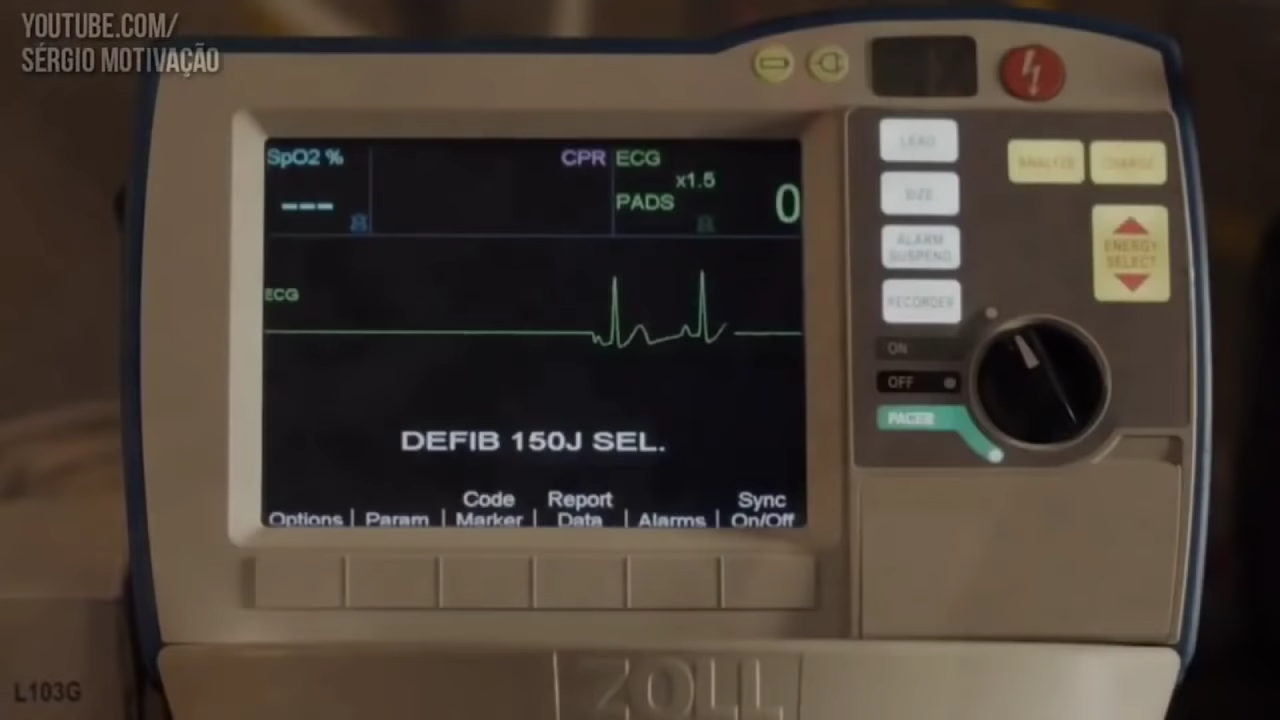 YOUTUBE.COM/
SÉRGIO MOTIVAÇÃO
SpO2 %
---
CPR
ECG
x1.5
PADS
0
ECG
DEFIB 150J SEL.
Options
Param
Code
Marker
Report
Data
Alarms
Sync
On/Off
LEAD
SIZE
ALARM
SUSPEND
RECORDER
ANALYZE
CHARGE
ENERGY
SELECT
ON
OFF
PACER
L103G
ZOLL